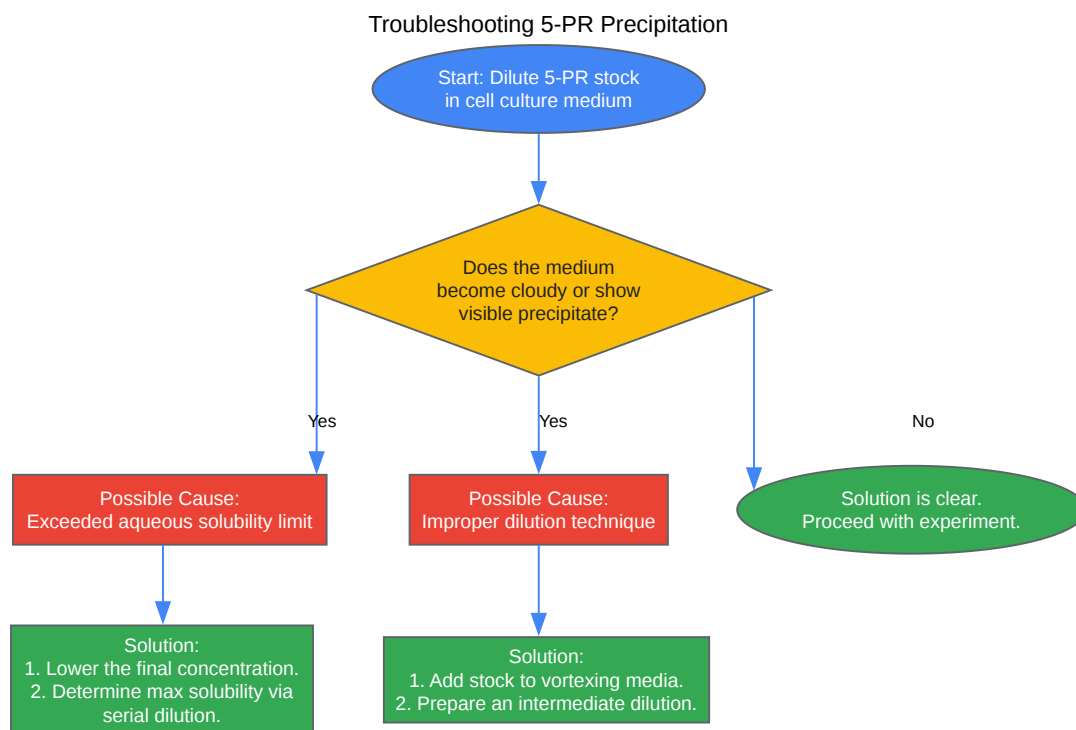 Troubleshooting 5-PR Precipitation
Start: Dilute 5-PR stock
in cell culture medium
Does the medium
become cloudy or show
visible precipitate?
Yes
Yes
No
Possible Cause:
Exceeded aqueous solubility limit
Possible Cause:
Improper dilution technique
Solution is clear.
Proceed with experiment.
Solution:
1. Lower the final concentration.
2. Determine max solubility via
serial dilution.
Solution:
1. Add stock to vortexing media.
2. Prepare an intermediate dilution.